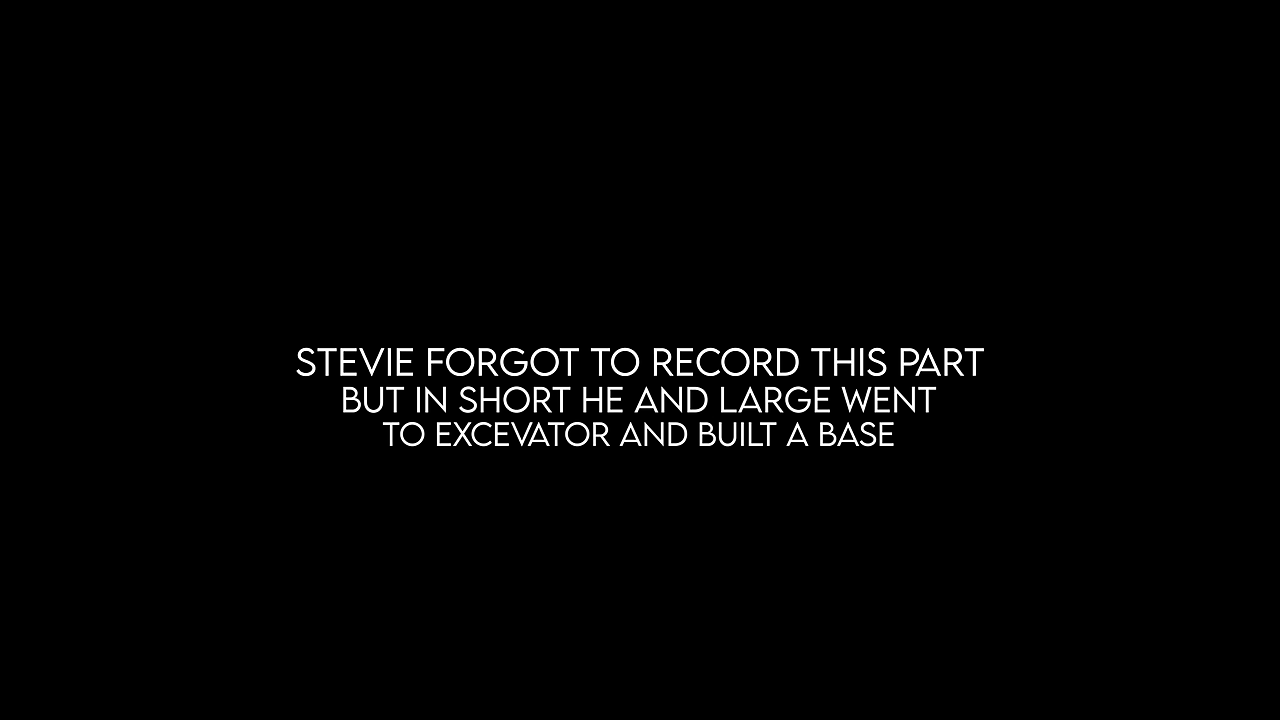 STEVIE FORGOT TO RECORD THIS PART
BUT IN SHORT HE AND LARGE WENT
TO EXCEVATOR AND BUILT A BASE